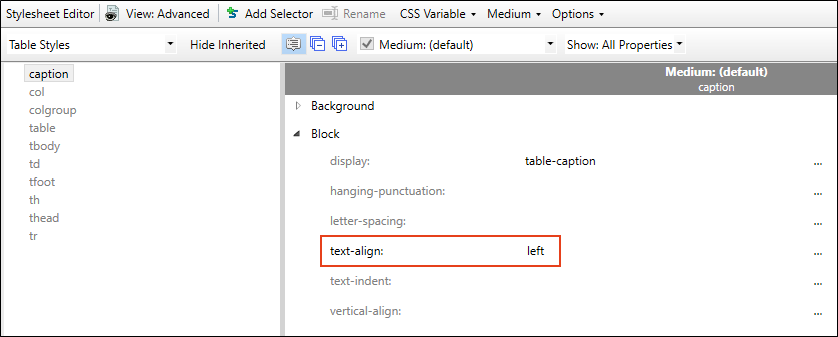 Stylesheet Editor View: Advanced Add Selector Rename CSS Variable Medium Options
Table Styles Hide Inherited Medium: (default) Show: All Properties
caption
col
colgroup
table
tbody
td
tfoot
th
thead
tr
Medium: (default)
caption
Background
Block
display: table-caption ...
hanging-punctuation: ...
letter-spacing: ...
text-align: left ...
text-indent: ...
vertical-align: ...